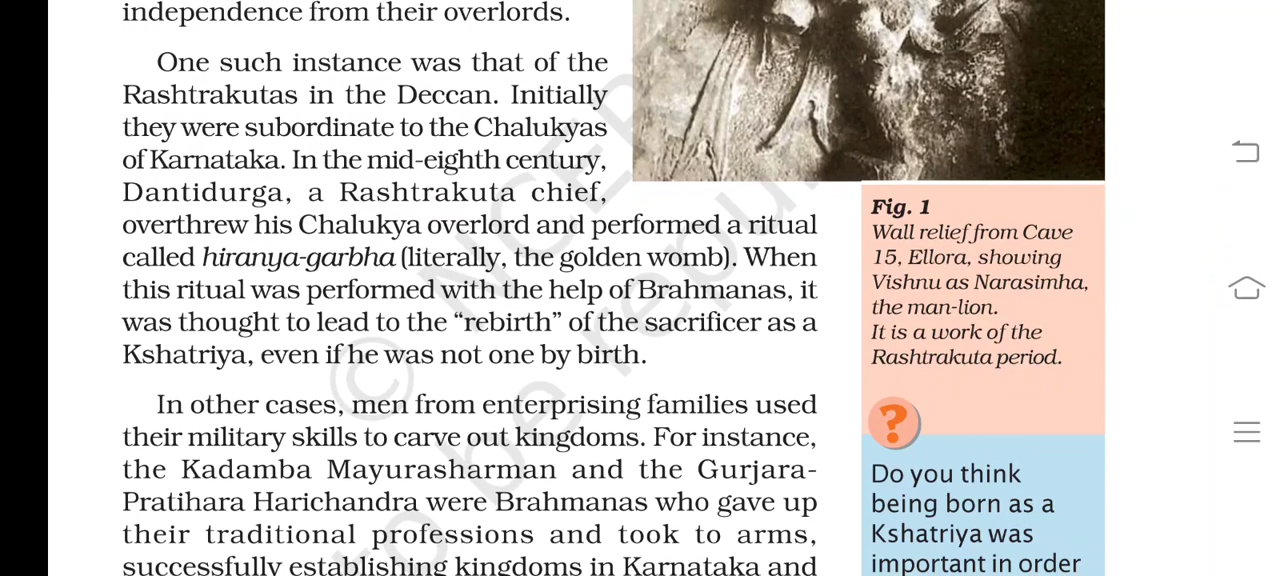 independence from their overlords.
One such instance was that of the
Rashtrakutas in the Deccan. Initially
they were subordinate to the Chalukyas
of Karnataka. In the mid-eighth century,
Dantidurga, a Rashtrakuta chief,
overthrew his Chalukya overlord and performed a ritual
called hiranya-garbha (literally, the golden womb). When
this ritual was performed with the help of Brahmanas, it
was thought to lead to the “rebirth” of the sacrificer as a
Kshatriya, even if he was not one by birth.
In other cases, men from enterprising families used
their military skills to carve out kingdoms. For instance,
the Kadamba Mayurasharman and the Gurjara-
Pratihara Harichandra were Brahmanas who gave up
their traditional professions and took to arms,
successfully establishing kingdoms in Karnataka and
Fig. 1
Wall relief from Cave
15, Ellora, showing
Vishnu as Narasimha,
the man-lion.
It is a work of the
Rashtrakuta period.
?
Do you think
being born as a
Kshatriya was
important in order
© NCER
to be repu